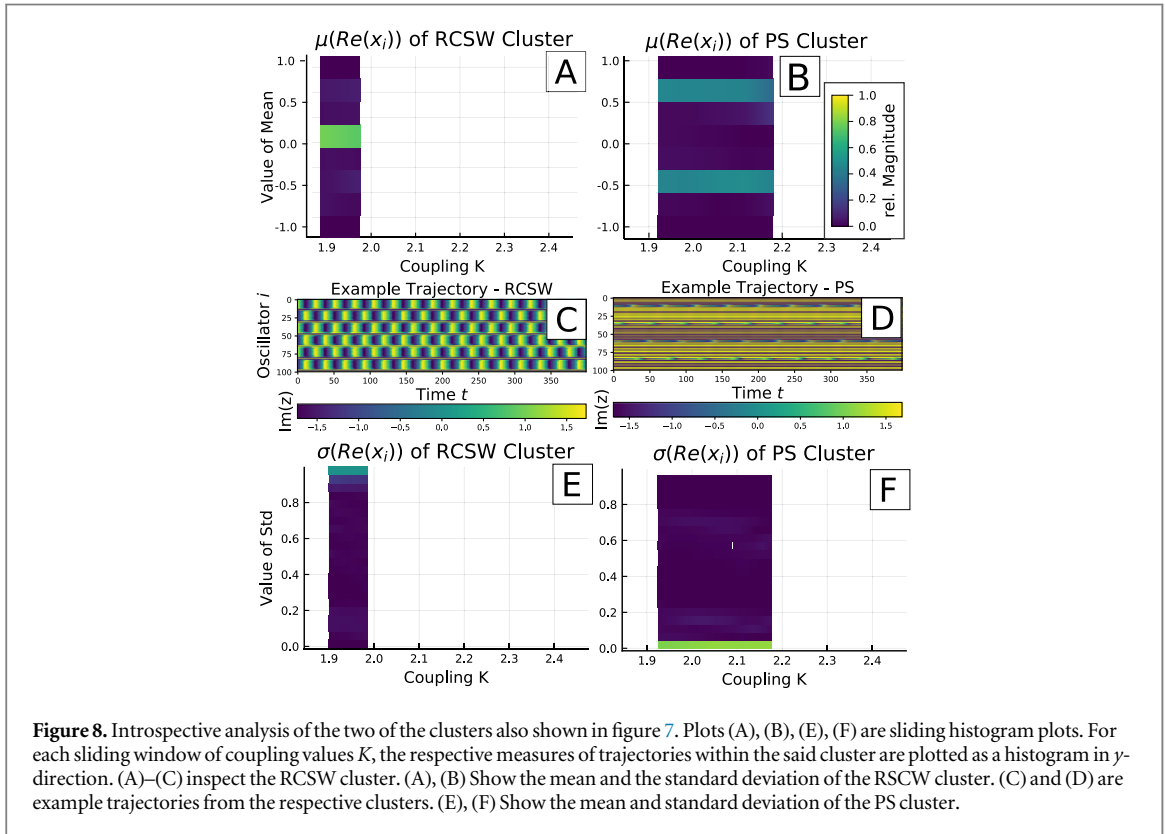 μ(Re(x_i)) of RCSW Cluster
A
Value of Mean
1.0
0.5
0.0
-0.5
-1.0
1.9 2.0 2.1 2.2 2.3 2.4
Coupling K
μ(Re(x_i)) of PS Cluster
B
1.0
0.5
0.0
-0.5
-1.0
1.9 2.0 2.1 2.2 2.3 2.4
Coupling K
1.0
0.8
0.6
0.4
0.2
0.0
rel. Magnitude
Example Trajectory - RCSW
C
Oscillator i
0
25
50
75
100
0 50 100 150 200 250 300 350
Time t
Im(z)
−1.5 −1.0 −0.5 0.0 0.5 1.0 1.5
Example Trajectory - PS
D
0
25
50
75
100
0 50 100 150 200 250 300 350
Time t
Im(z)
−1.5 −1.0 −0.5 0.0 0.5 1.0 1.5
σ(Re(x_i)) of RCSW Cluster
E
Value of Std
0.8
0.6
0.4
0.2
0.0
1.9 2.0 2.1 2.2 2.3 2.4
Coupling K
σ(Re(x_i)) of PS Cluster
F
0.8
0.6
0.4
0.2
0.0
1.9 2.0 2.1 2.2 2.3 2.4
Coupling K
Figure 8. Introspective analysis of the two of the clusters also shown in figure 7. Plots (A), (B), (E), (F) are sliding histogram plots. For
each sliding window of coupling values K, the respective measures of trajectories within the said cluster are plotted as a histogram in y-
direction. (A)–(C) inspect the RCSW cluster. (A), (B) Show the mean and the standard deviation of the RSCW cluster. (C) and (D) are
example trajectories from the respective clusters. (E), (F) Show the mean and standard deviation of the PS cluster.